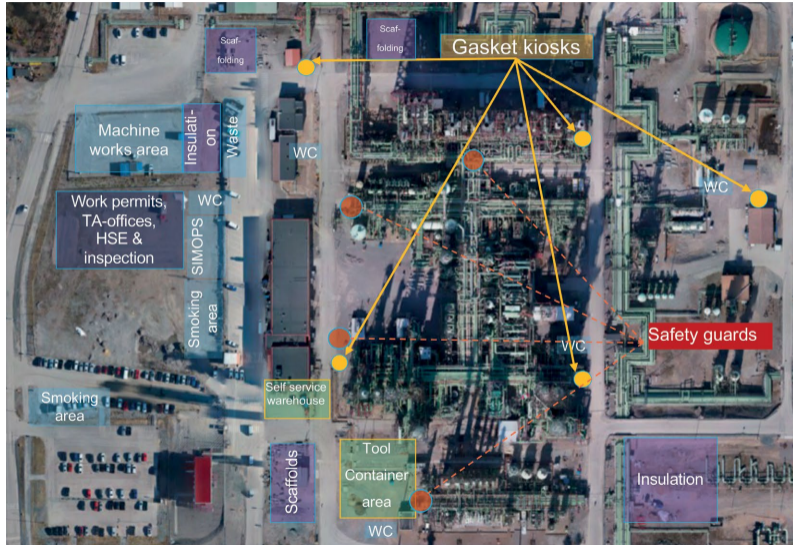 Scaf-
folding
Scaf-
folding
Gasket kiosks
Machine
works area
Insulati-
on
Waste
WC
WC
Work permits,
TA-offices,
HSE &
inspection
WC
SIMOPS
Smoking
area
Safety guards
WC
Self service
warehouse
Smoking
area
Scaffolds
Tool
Container
area
Insulation
WC